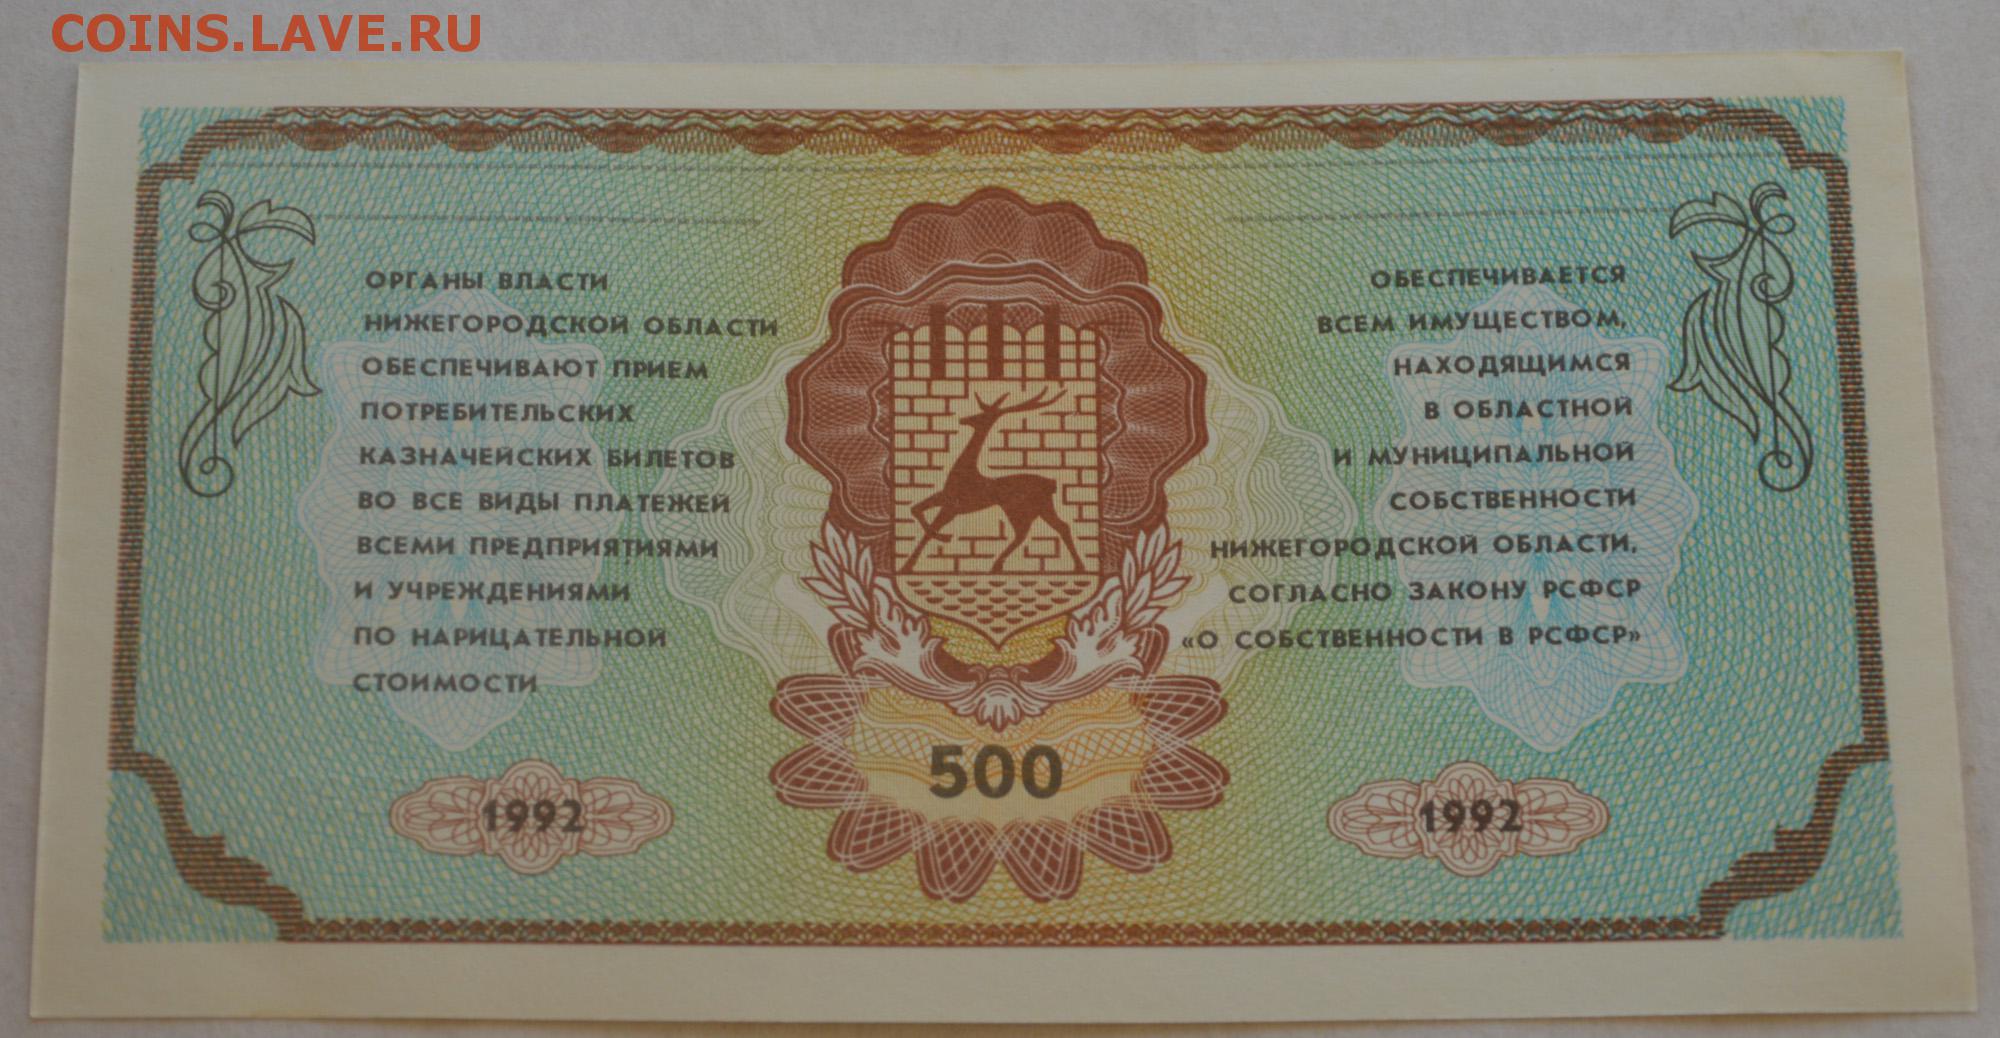 COINS.LAVE.RU
ОРГАНЫ ВЛАСТИ
НИЖЕГОРОДСКОЙ ОБЛАСТИ
ОБЕСПЕЧИВАЮТ ПРИЕМ
ПОТРЕБИТЕЛЬСКИХ
КАЗНАЧЕЙСКИХ БИЛЕТОВ
ВО ВСЕ ВИДЫ ПЛАТЕЖЕЙ
ВСЕМИ ПРЕДПРИЯТИЯМИ
И УЧРЕЖДЕНИЯМИ
ПО НАРИЦАТЕЛЬНОЙ
СТОИМОСТИ
ОБЕСПЕЧИВАЕТСЯ
ВСЕМ ИМУЩЕСТВОМ,
НАХОДЯЩИМСЯ
В ОБЛАСТНОЙ
И МУНИЦИПАЛЬНОЙ
СОБСТВЕННОСТИ
НИЖЕГОРОДСКОЙ ОБЛАСТИ,
СОГЛАСНО ЗАКОНУ РСФСР
«О СОБСТВЕННОСТИ В РСФСР»
500
1992
1992